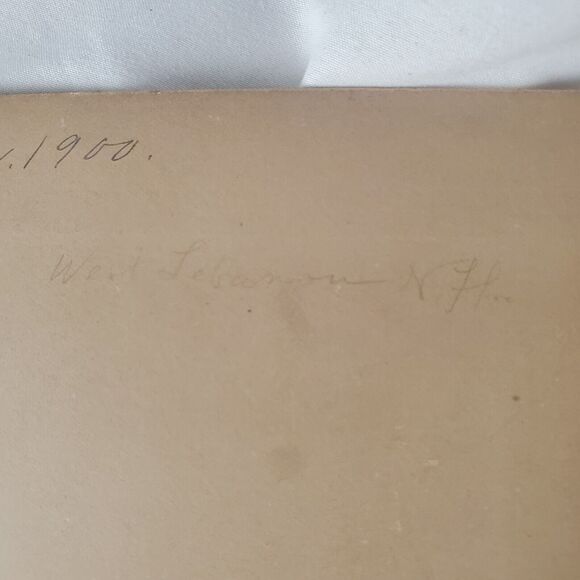 . 1900.
West Lebanon N. H.